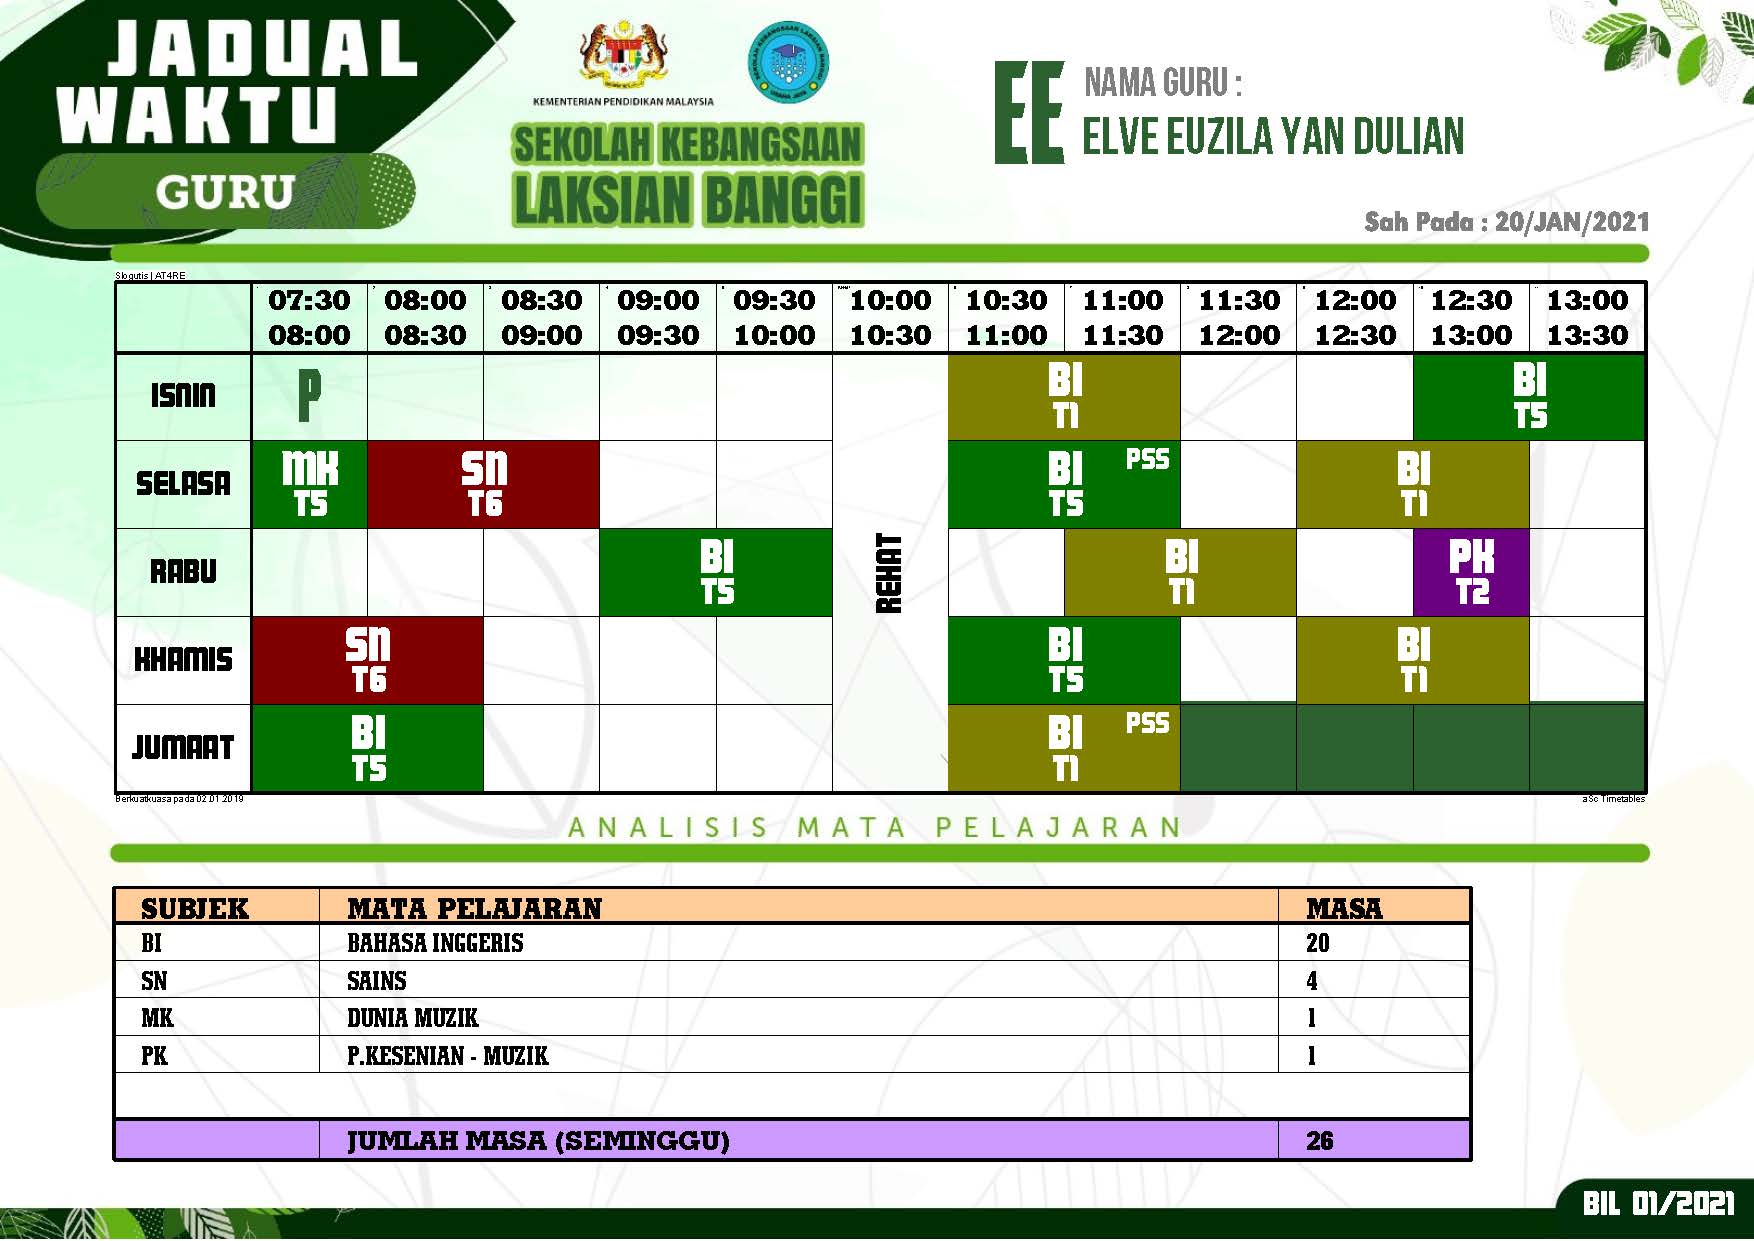 JADUAL
WAKTU
GURU
KEMENTERIAN PENDIDIKAN MALAYSIA
SEKOLAH KEBANGSAAN LAKSIAN BANGGI
SEKOLAH KEBANGSAAN
LAKSIAN BANGGI
EE
NAMA GURU :
ELVE EUZILA YAN DULIAN
Sah Pada : 20/JAN/2021
Slogutis | AT4RE
07:30 08:00 08:30 09:00 09:30 10:00 10:30 11:00 11:30 12:00 12:30 13:00
08:00 08:30 09:00 09:30 10:00 10:30 11:00 11:30 12:00 12:30 13:00 13:30
ISNIN P BI T1 BI T5
SELASA MK T5 SN T6 BI T5 PSS BI T1
RABU BI T5 BI T1 PK T2
REHAT
KHAMIS SN T6 BI T5 BI T1
JUMAAT BI T5 BI T1 PSS
Berkuatkuasa pada 02.01.2019
aSc Timetables
ANALISIS MATA PELAJARAN
SUBJEK MATA PELAJARAN MASA
BI BAHASA INGGERIS 20
SN SAINS 4
MK DUNIA MUZIK 1
PK P.KESENIAN - MUZIK 1
JUMLAH MASA (SEMINGGU) 26
BIL 01/2021